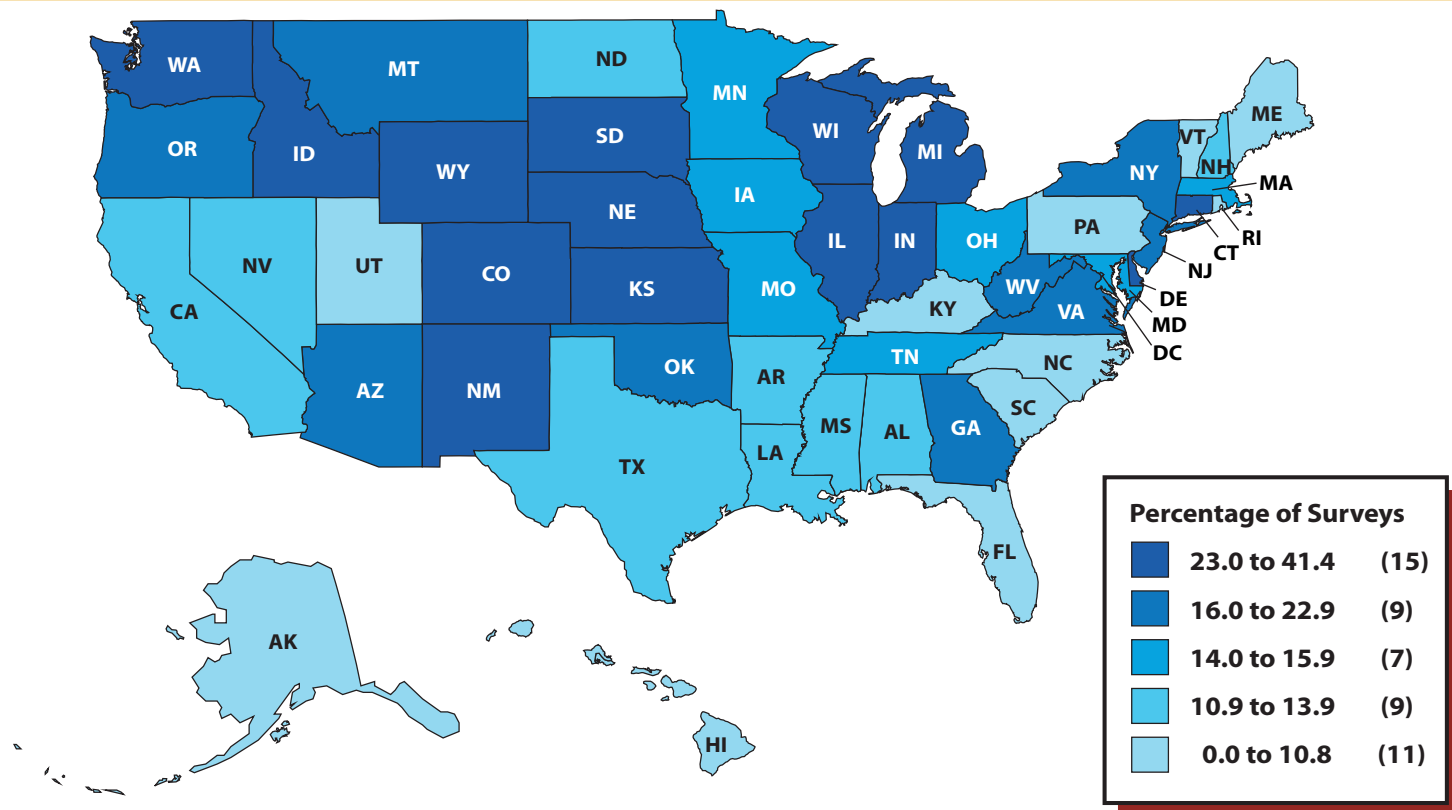 WA
MT
ND
MN
OR
ID
WY
SD
WI
MI
NY
VT
NH
ME
MA
RI
CT
NJ
DE
MD
DC
NE
IA
PA
IL
IN
OH
CA
NV
UT
CO
KS
MO
KY
WV
VA
AZ
NM
OK
AR
TN
NC
SC
TX
LA
MS
AL
GA
FL
AK
HI
Percentage of Surveys
23.0 to 41.4 (15)
16.0 to 22.9 (9)
14.0 to 15.9 (7)
10.9 to 13.9 (9)
0.0 to 10.8 (11)